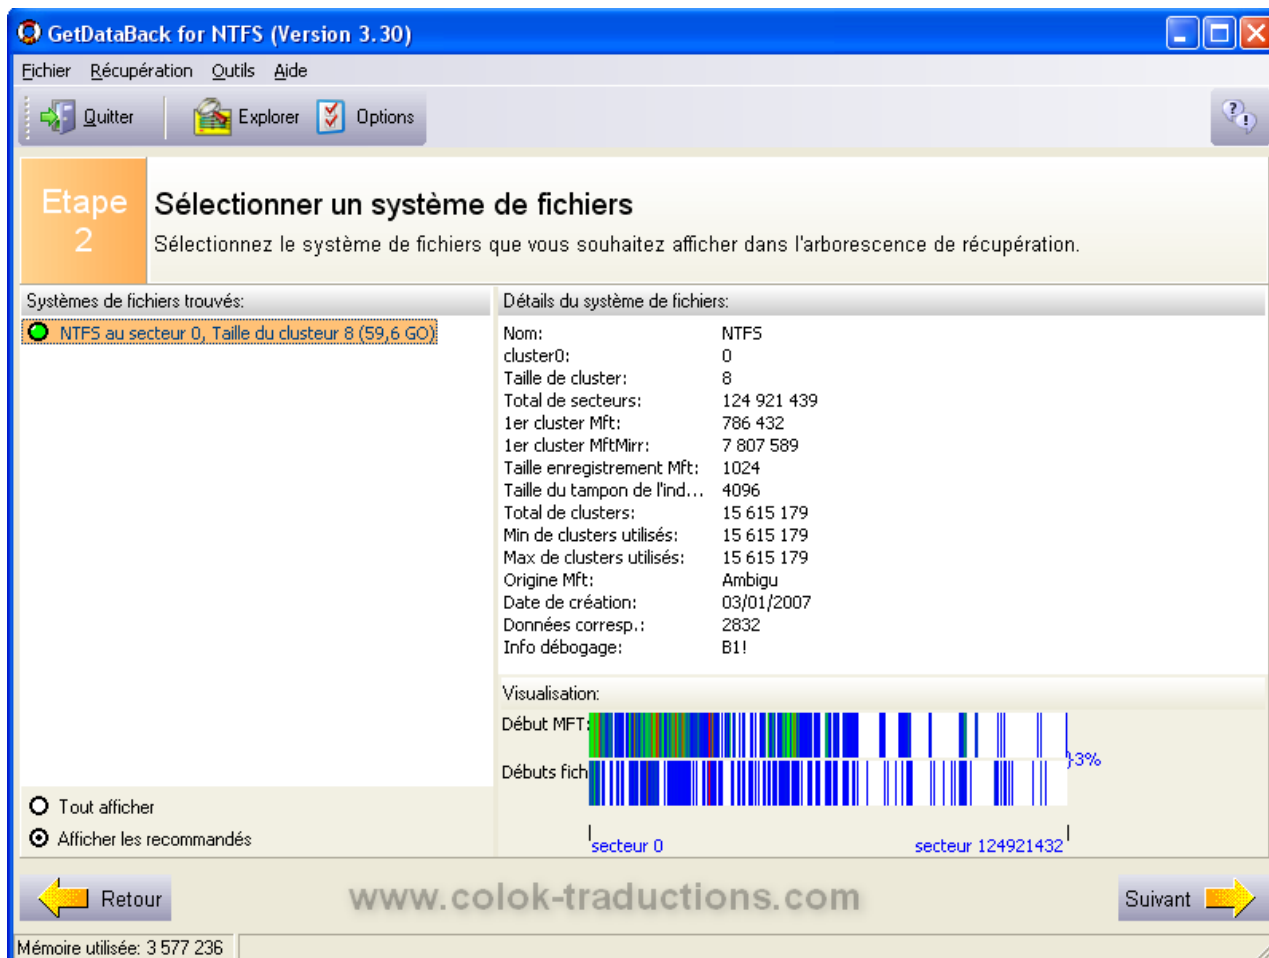 GetDataBack for NTFS (Version 3.30)
Fichier Récupération Outils Aide
Quitter Explorer Options
Etape 2
Sélectionner un système de fichiers
Sélectionnez le système de fichiers que vous souhaitez afficher dans l'arborescence de récupération.
Systèmes de fichiers trouvés:
NTFS au secteur 0, Taille du clusteur 8 (59,6 GO)
Tout afficher
Afficher les recommandés
Détails du système de fichiers:
Nom: NTFS
cluster0: 0
Taille de cluster: 8
Total de secteurs: 124 921 439
1er cluster Mft: 786 432
1er cluster MftMirr: 7 807 589
Taille enregistrement Mft: 1024
Taille du tampon de l'ind... 4096
Total de clusters: 15 615 179
Min de clusters utilisés: 15 615 179
Max de clusters utilisés: 15 615 179
Origine Mft: Ambigu
Date de création: 03/01/2007
Données corresp.: 2832
Info débogage: B1!
Visualisation:
Début MFT:
Débuts fich
}3%
secteur 0 secteur 124921432
Retour
www.colok-traductions.com
Suivant
Mémoire utilisée: 3 577 236